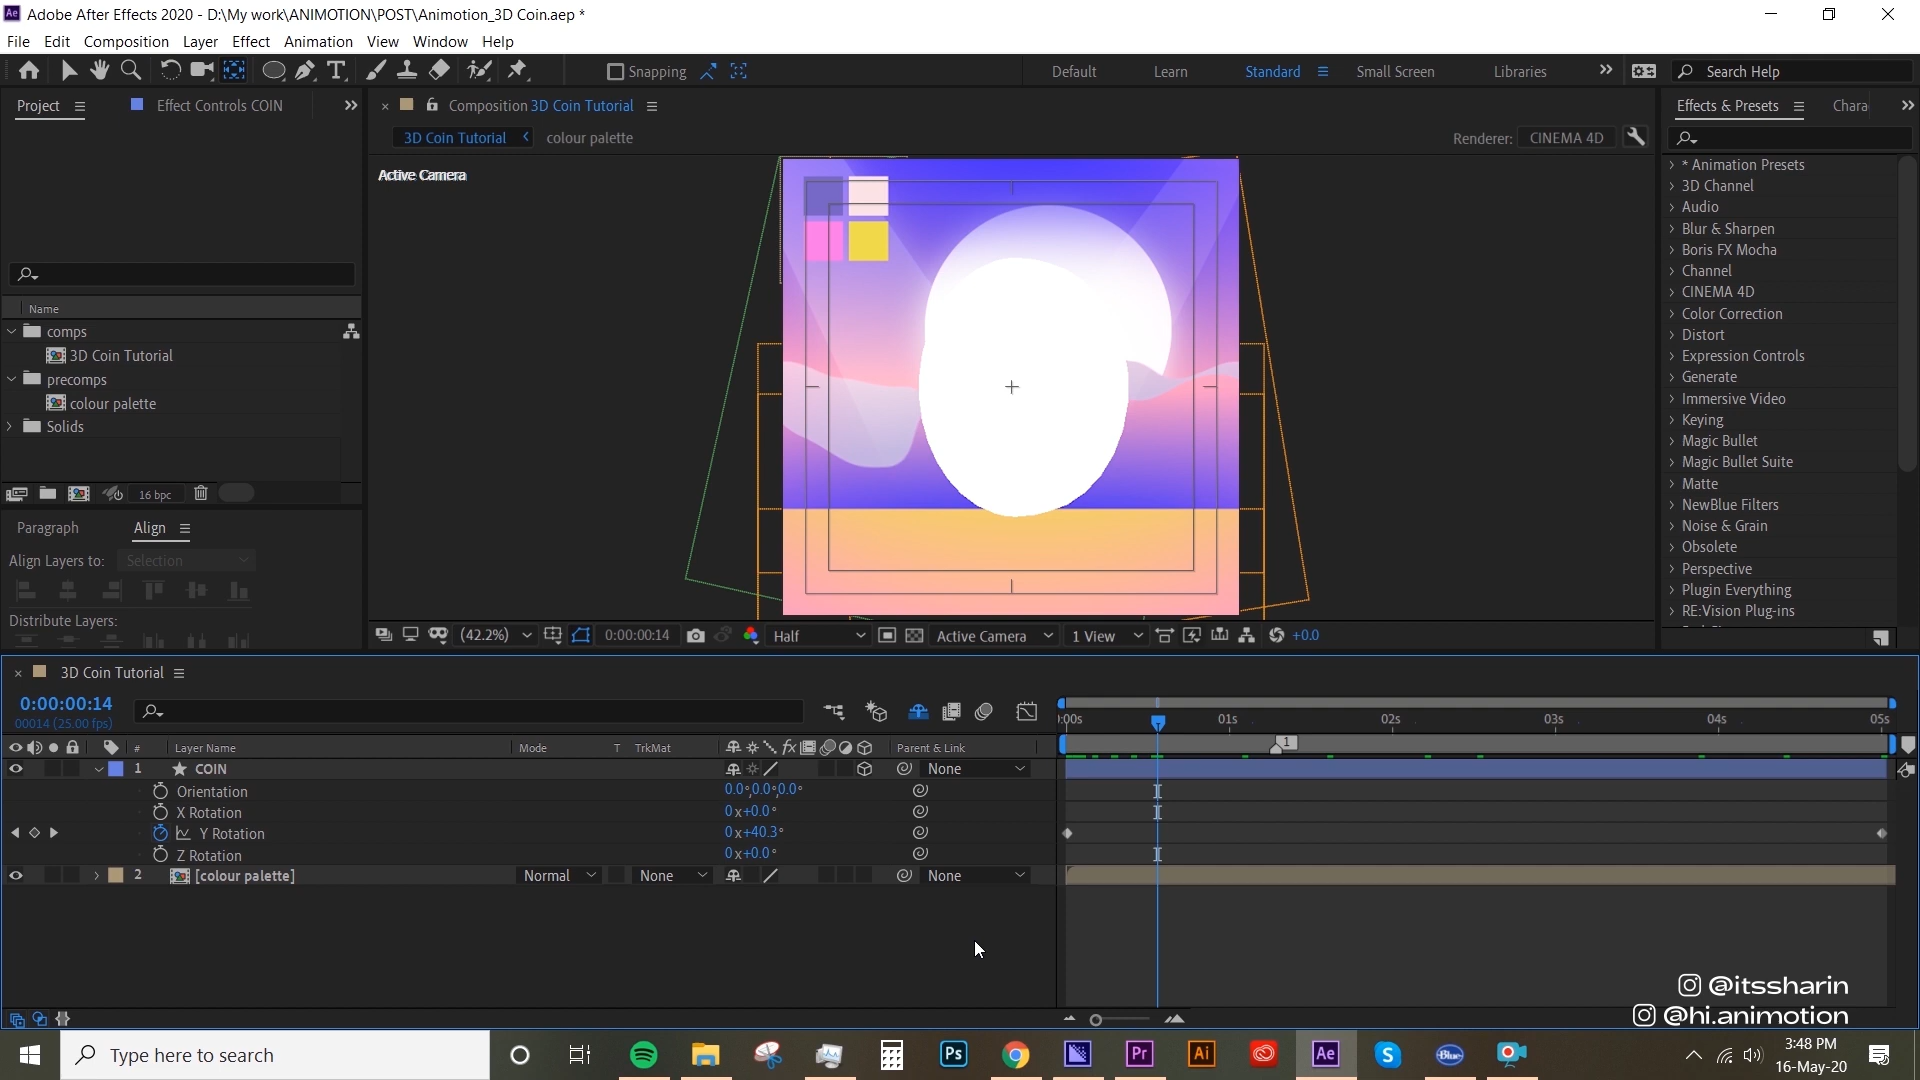 Adobe After Effects 2020 - D:\My work\ANIMOTION\POST\Animotion_3D Coin.aep *
File Edit Composition Layer Effect Animation View Window Help
Snapping Default Learn Standard Small Screen Libraries Search Help
Project Effect Controls COIN Composition 3D Coin Tutorial Effects & Presets Chara
3D Coin Tutorial colour palette Renderer: CINEMA 4D
Active Camera
* Animation Presets
3D Channel
Audio
Blur & Sharpen
Boris FX Mocha
Channel
CINEMA 4D
Color Correction
Distort
Expression Controls
Generate
Immersive Video
Keying
Magic Bullet
Magic Bullet Suite
Matte
NewBlue Filters
Noise & Grain
Obsolete
Perspective
Plugin Everything
RE:Vision Plug-ins
Name
comps
3D Coin Tutorial
precomps
colour palette
Solids
16 bpc
Paragraph Align
Align Layers to: Selection
Distribute Layers:
(42.2%) 0:00:00:14 Half Active Camera 1 View +0.0
3D Coin Tutorial
0:00:00:14
00014 (25.00 fps)
:00s 01s 02s 03s 04s 05s
# Layer Name Mode T TrkMat fx Parent & Link
1
1 COIN None
Orientation 0.0°,0.0°,0.0°
X Rotation 0x+0.0°
Y Rotation 0x+40.3°
Z Rotation 0x+0.0°
2 [colour palette] Normal None None
@itssharin
@hi.animotion
Type here to search
Ps Pr Ai Ae Blue
3:48 PM
16-May-20